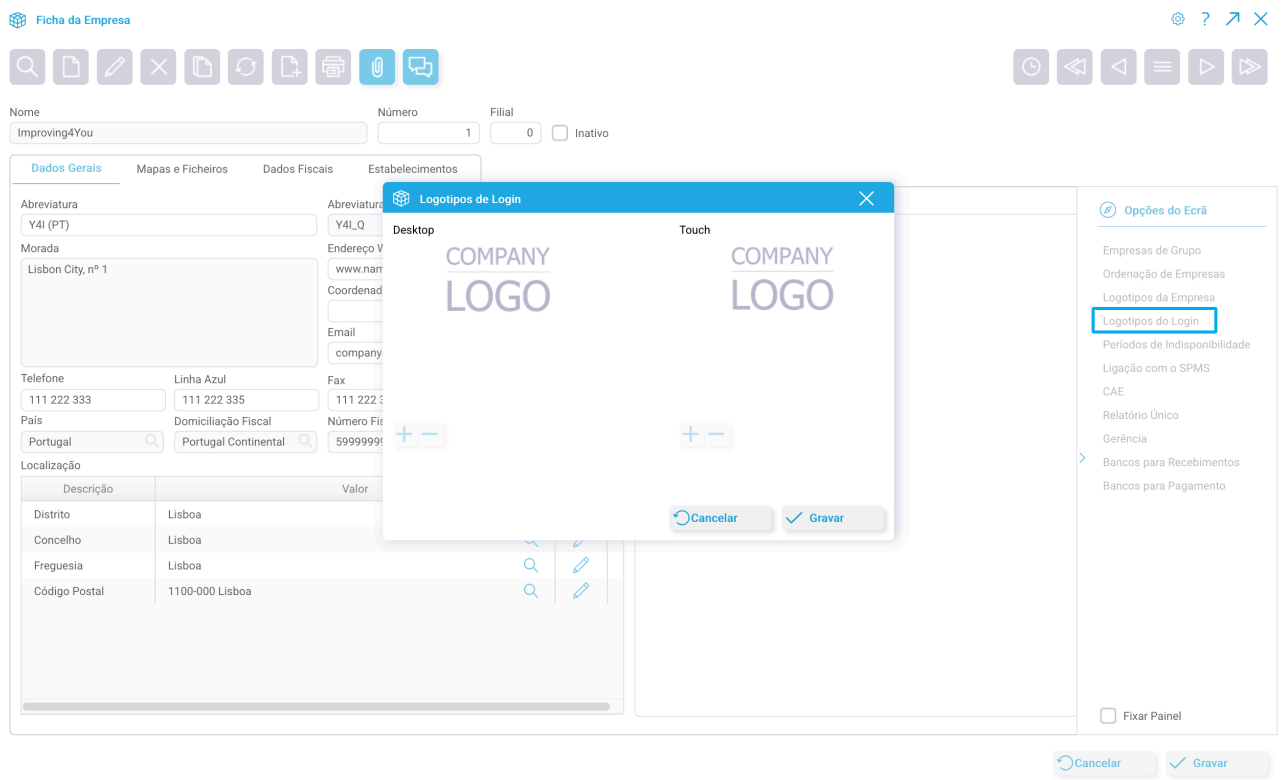 Ficha da Empresa
?
Nome
Número
Filial
Improving4You
1
0
Inativo
Dados Gerais
Mapas e Ficheiros
Dados Fiscais
Estabelecimentos
Abreviatura
Abreviatura
Y4I (PT)
Y4I_Q
Morada
Endereço
Lisbon City, nº 1
www.nam
Coordenad
Email
company
Telefone
Linha Azul
Fax
111 222 333
111 222 335
111 222
País
Domiciliação Fiscal
Número Fis
Portugal
Portugal Continental
5999999
Localização
Descrição
Valor
Distrito
Lisboa
Concelho
Lisboa
Freguesia
Lisboa
Código Postal
1100-000 Lisboa
Logotipos de Login
Desktop
Touch
COMPANY
LOGO
COMPANY
LOGO
Cancelar
Gravar
Opções do Ecrã
Empresas de Grupo
Ordenação de Empresas
Logotipos da Empresa
Logotipos do Login
Períodos de Indisponibilidade
Ligação com o SPMS
CAE
Relatório Único
Gerência
Bancos para Recebimentos
Bancos para Pagamento
Fixar Painel
Cancelar
Gravar